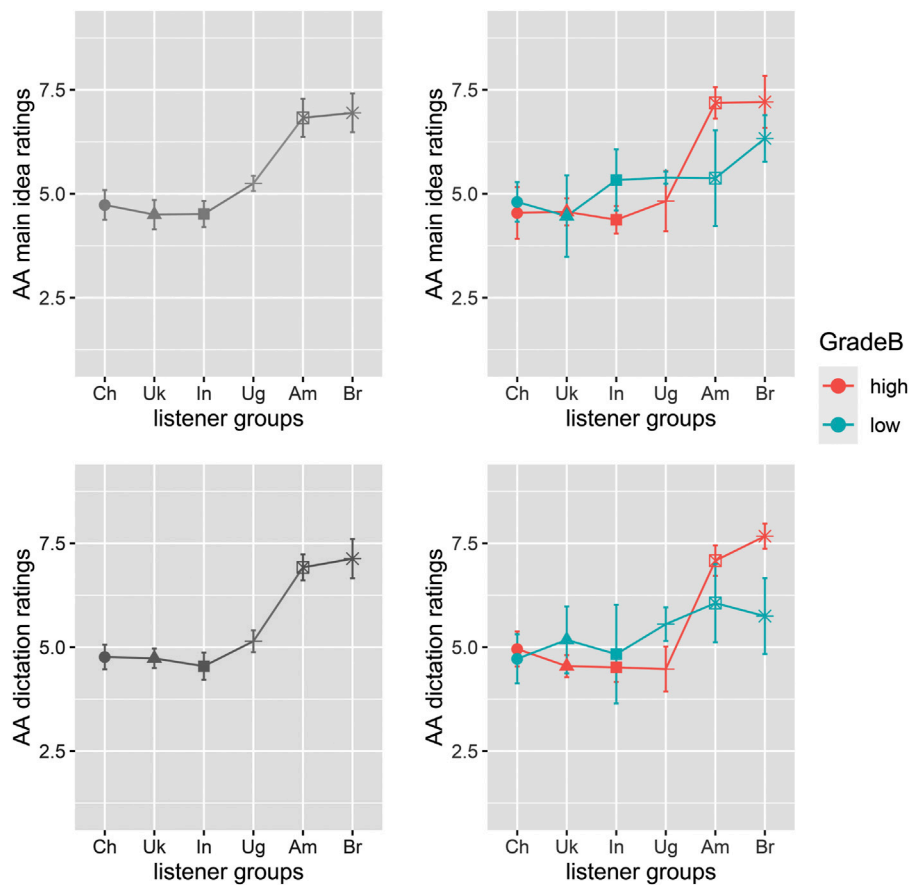 AA main idea ratings
7.5
5.0
2.5
Ch Uk In Ug Am Br
listener groups
AA main idea ratings
7.5
5.0
2.5
Ch Uk In Ug Am Br
listener groups
GradeB
high
low
AA dictation ratings
7.5
5.0
2.5
Ch Uk In Ug Am Br
listener groups
AA dictation ratings
7.5
5.0
2.5
Ch Uk In Ug Am Br
listener groups